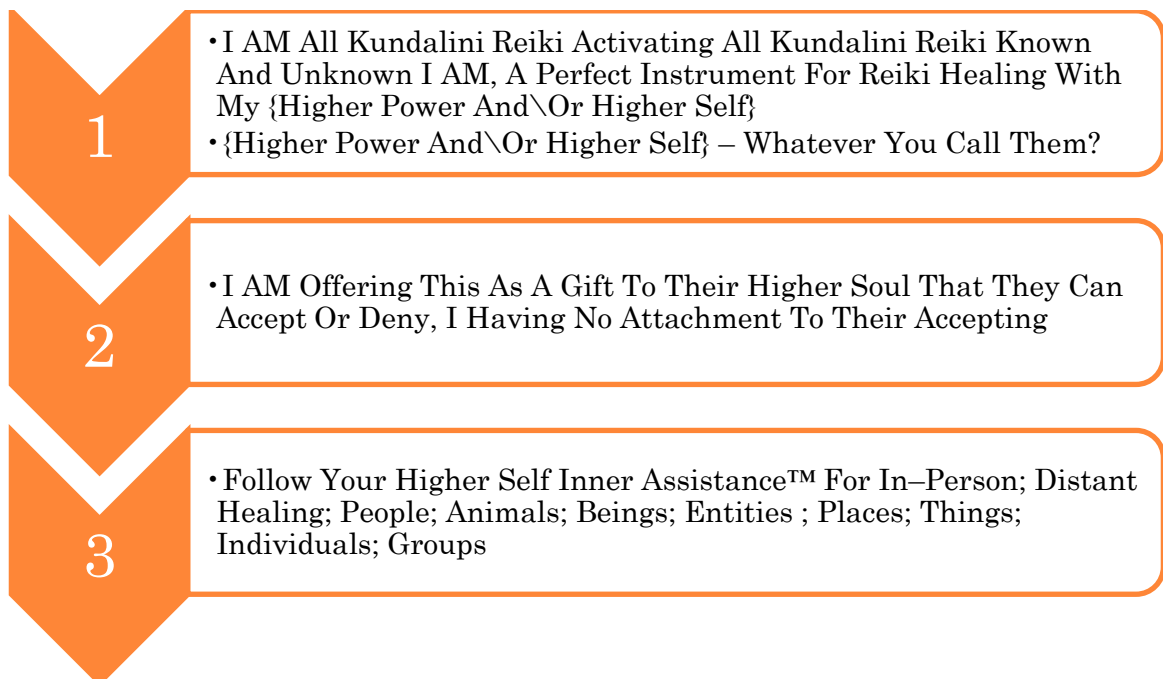 1
•I AM All Kundalini Reiki Activating All Kundalini Reiki Known
And Unknown I AM, A Perfect Instrument For Reiki Healing With
My {Higher Power And\Or Higher Self}
•{Higher Power And\Or Higher Self} – Whatever You Call Them?
2
•I AM Offering This As A Gift To Their Higher Soul That They Can
Accept Or Deny, I Having No Attachment To Their Accepting
3
•Follow Your Higher Self Inner Assistance™ For In–Person; Distant
Healing; People; Animals; Beings; Entities ; Places; Things;
Individuals; Groups